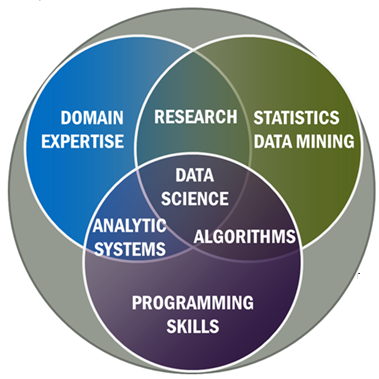 DOMAIN
EXPERTISE
RESEARCH
STATISTICS
DATA MINING
DATA
SCIENCE
ANALYTIC
SYSTEMS
ALGORITHMS
PROGRAMMING
SKILLS